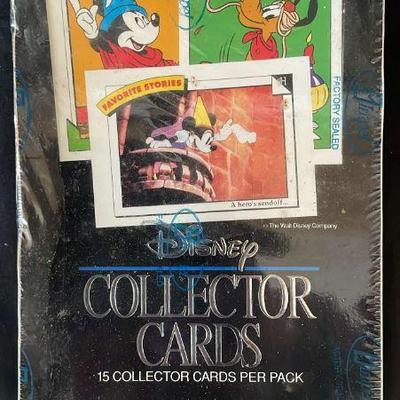 FACTORY SEALED
FAVORITE STORIES
A hero's sendoff...
© The Walt Disney Company
DISNEY
COLLECTOR
CARDS
15 COLLECTOR CARDS PER PACK